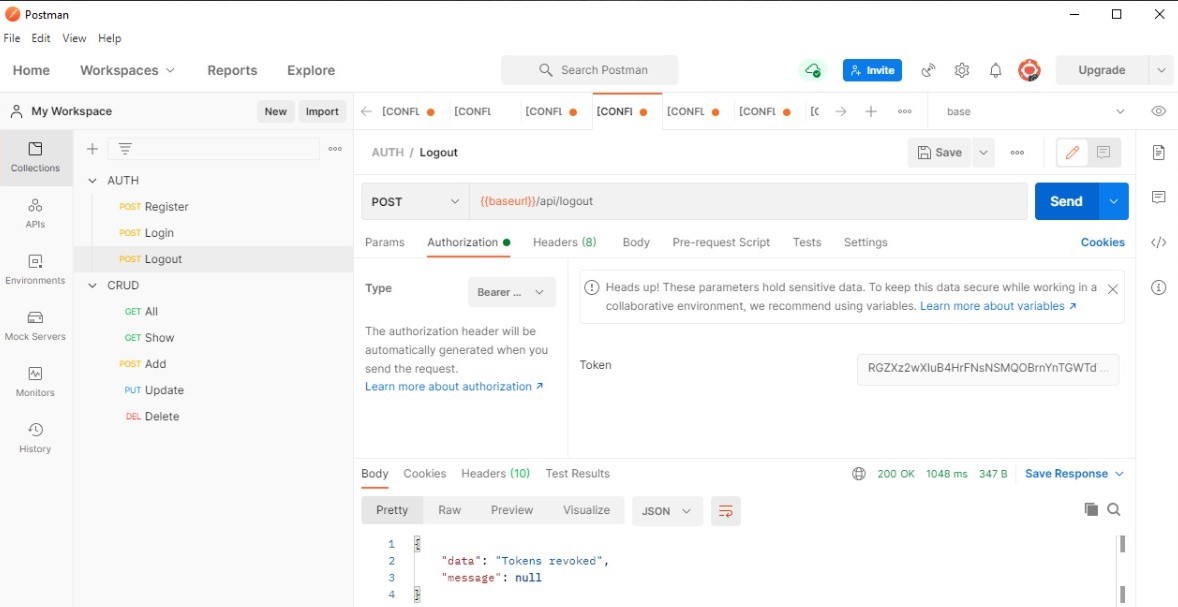 Postman
File Edit View Help
Home Workspaces Reports Explore Search Postman Invite Upgrade
My Workspace New Import
[CONFL [CONFL [CONFL [CONFL [CONFL [CONFL [C base
AUTH / Logout Save
Collections
APIs
Environments
Mock Servers
Monitors
History
AUTH
POST Register
POST Login
POST Logout
CRUD
GET All
GET Show
POST Add
PUT Update
DEL Delete
POST {{baseurl}}/api/logout Send
Params Authorization Headers (8) Body Pre-request Script Tests Settings Cookies
Type Bearer ...
The authorization header will be
automatically generated when you
send the request.
Learn more about authorization ↗
Heads up! These parameters hold sensitive data. To keep this data secure while working in a
collaborative environment, we recommend using variables. Learn more about variables ↗
Token RGZXz2wXIuB4HrFNsNSMQOBrnYnTGWTd ...
Body Cookies Headers (10) Test Results 200 OK 1048 ms 347 B Save Response
Pretty Raw Preview Visualize JSON
1 {
2 "data": "Tokens revoked",
3 "message": null
4 }